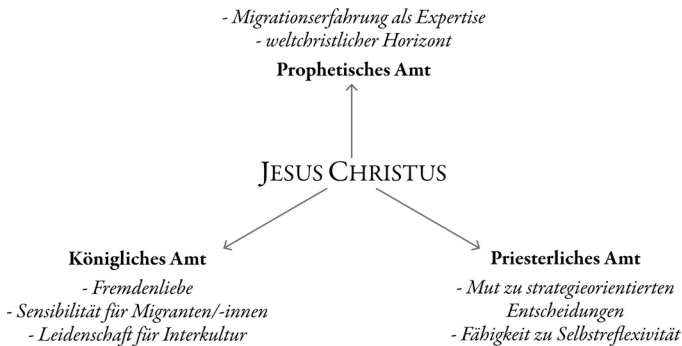 - Migrationserfahrung als Expertise
- weltchristlicher Horizont
Prophetisches Amt
JESUS CHRISTUS
Königliches Amt
- Fremdenliebe
- Sensibilität für Migranten/-innen
- Leidenschaft für Interkultur
Priesterliches Amt
- Mut zu strategieorientierten
Entscheidungen
- Fähigkeit zu Selbstreflexivität